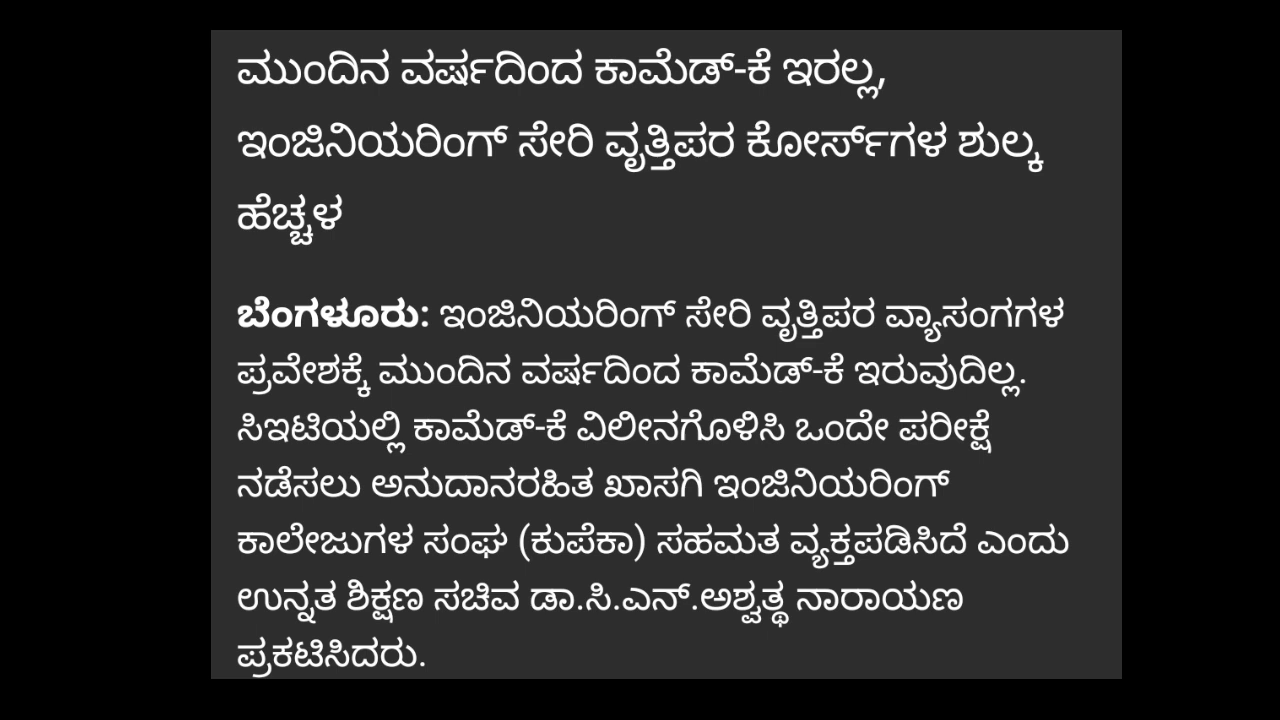 ಮುಂದಿನ ವರ್ಷದಿಂದ ಕಾಮೆಡ್-ಕೆ ಇರಲ್ಲ,
ಇಂಜಿನಿಯರಿಂಗ್ ಸೇರಿ ವೃತ್ತಿಪರ ಕೋರ್ಸ್‌ಗಳ ಶುಲ್ಕ
ಹೆಚ್ಚಳ
ಬೆಂಗಳೂರು: ಇಂಜಿನಿಯರಿಂಗ್ ಸೇರಿ ವೃತ್ತಿಪರ ವ್ಯಾಸಂಗಗಳ
ಪ್ರವೇಶಕ್ಕೆ ಮುಂದಿನ ವರ್ಷದಿಂದ ಕಾಮೆಡ್-ಕೆ ಇರುವುದಿಲ್ಲ.
ಸಿಇಟಿಯಲ್ಲಿ ಕಾಮೆಡ್-ಕೆ ವಿಲೀನಗೊಳಿಸಿ ಒಂದೇ ಪರೀಕ್ಷೆ
ನಡೆಸಲು ಅನುದಾನರಹಿತ ಖಾಸಗಿ ಇಂಜಿನಿಯರಿಂಗ್
ಕಾಲೇಜುಗಳ ಸಂಘ (ಕುಪೆಕಾ) ಸಹಮತ ವ್ಯಕ್ತಪಡಿಸಿದೆ ಎಂದು
ಉನ್ನತ ಶಿಕ್ಷಣ ಸಚಿವ ಡಾ.ಸಿ.ಎನ್.ಅಶ್ವತ್ಥ ನಾರಾಯಣ
ಪ್ರಕಟಿಸಿದರು.